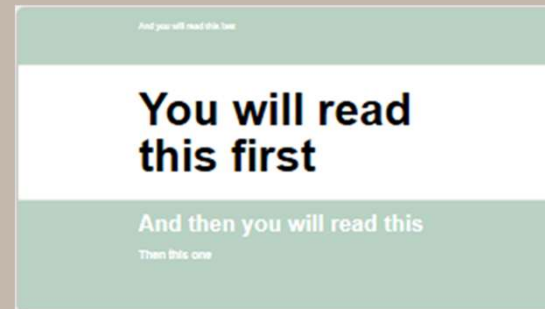 And you will read this last
You will read
this first
And then you will read this
Then this one